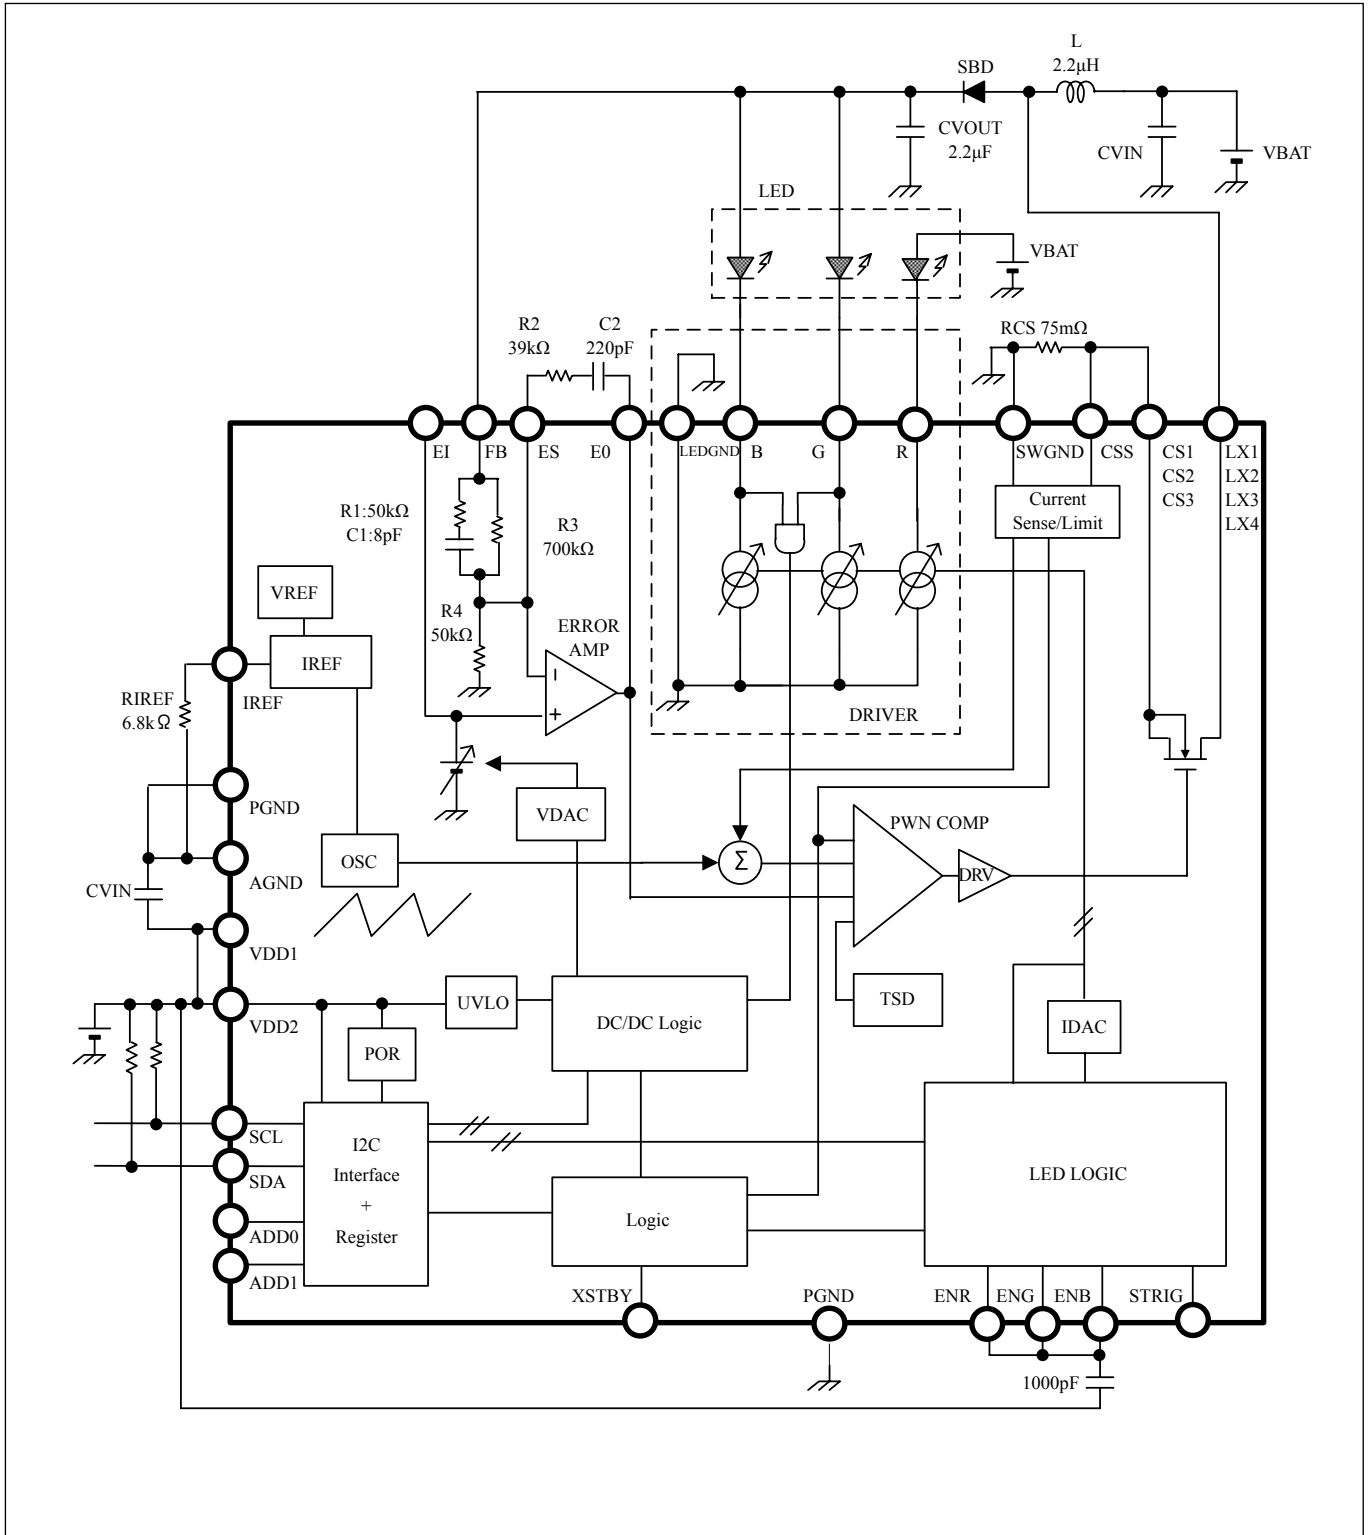 L
2.2μH
SBD
CVOUT
2.2μF
CVIN
VBAT
LED
VBAT
R2
39kΩ
C2
220pF
RCS 75mΩ
EI
FB
ES
E0
LEDGND
B
G
R
SWGND
CSS
CS1
CS2
CS3
LX1
LX2
LX3
LX4
R1:50kΩ
C1:8pF
R3
700kΩ
Current
Sense/Limit
VREF
R4
50kΩ
ERROR
AMP
IREF
IREF
RIREF
6.8kΩ
DRIVER
PGND
VDAC
PWN COMP
OSC
Σ
DRV
AGND
CVIN
VDD1
UVLO
DC/DC Logic
TSD
VDD2
POR
IDAC
SCL
I2C
Interface
+
Register
SDA
LED LOGIC
ADD0
Logic
ADD1
XSTBY
PGND
ENR
ENG
ENB
STRIG
1000pF